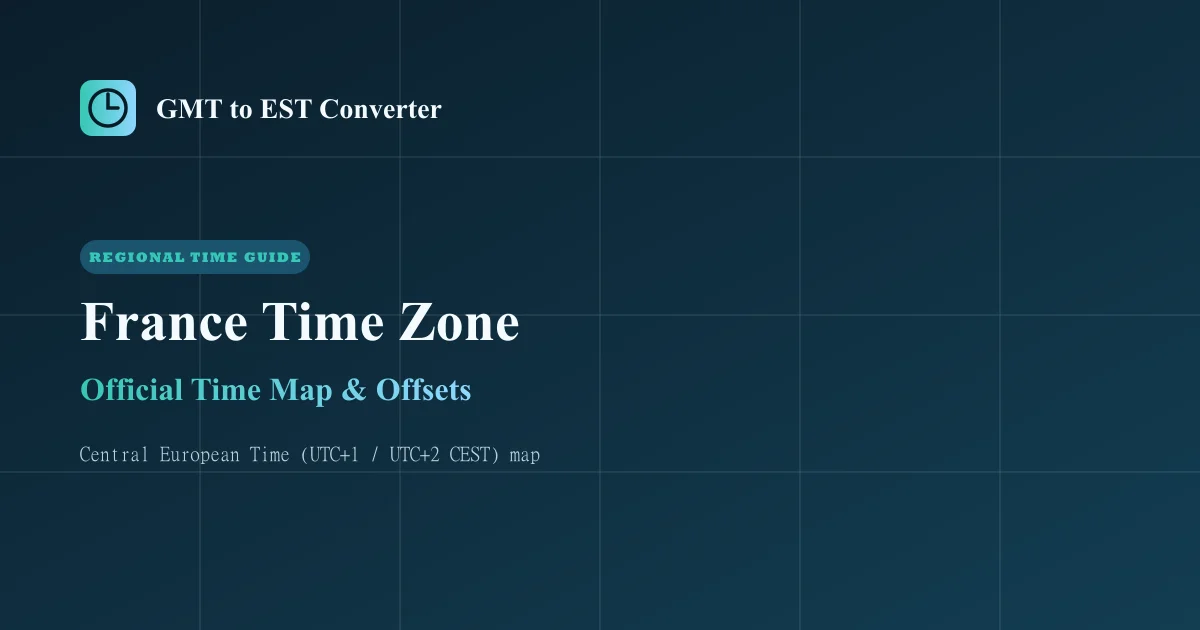 GMT to EST Converter
REGIONAL TIME GUIDE
France Time Zone
Official Time Map & Offsets
Central European Time (UTC+1 / UTC+2 CEST) map